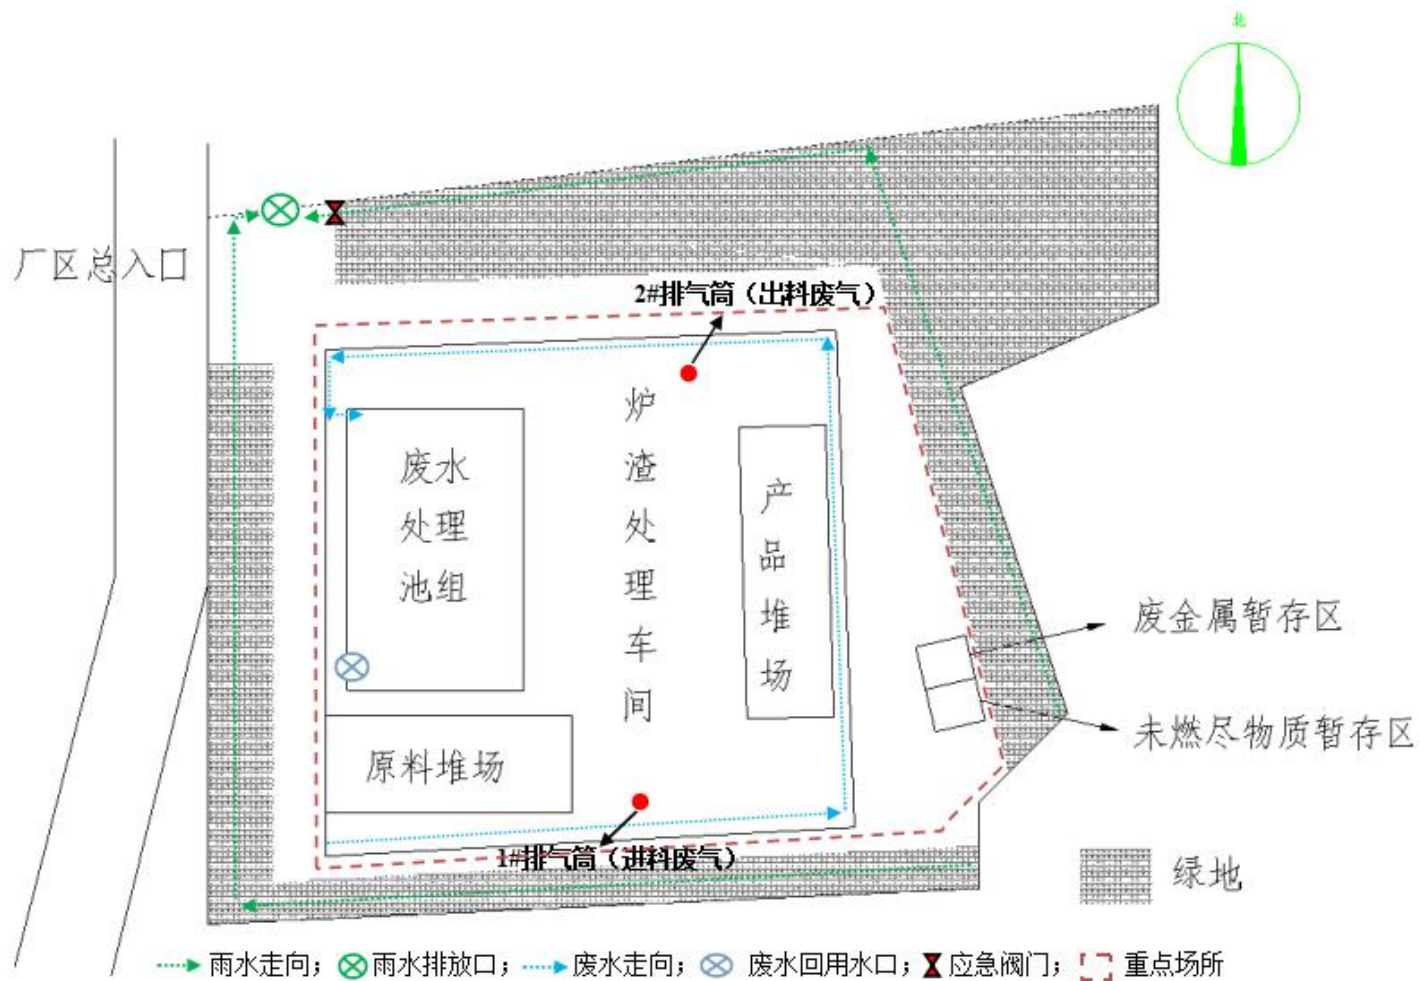 北
厂区总入口
2#排气筒（出料废气）
炉渣处理车间
废水
处理
池组
产品堆场
废金属暂存区
未燃尽物质暂存区
原料堆场
1#排气筒（进料废气）
绿地
雨水走向；雨水排放口；废水走向；废水回用水口；应急阀门；重点场所